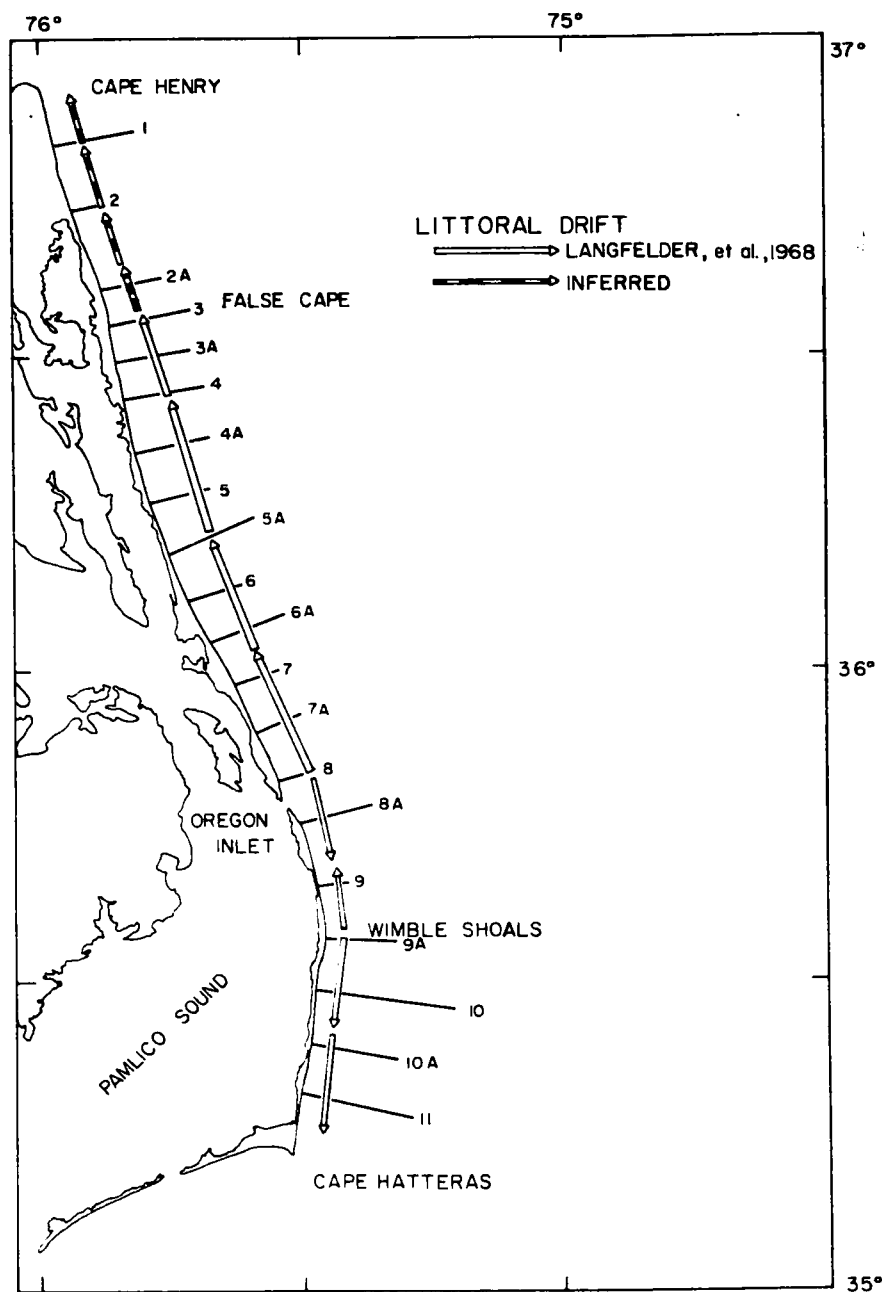 76°
75°
37°
CAPE HENRY
1
2
LITTORAL DRIFT
LANGFELDER, et al., 1968
INFERRED
2A
3
FALSE CAPE
3A
4
4A
5
5A
6
6A
36°
7
7A
8
8A
OREGON
INLET
9
WIMBLE SHOALS
9A
PAMLICO SOUND
10
10A
11
CAPE HATTERAS
35°